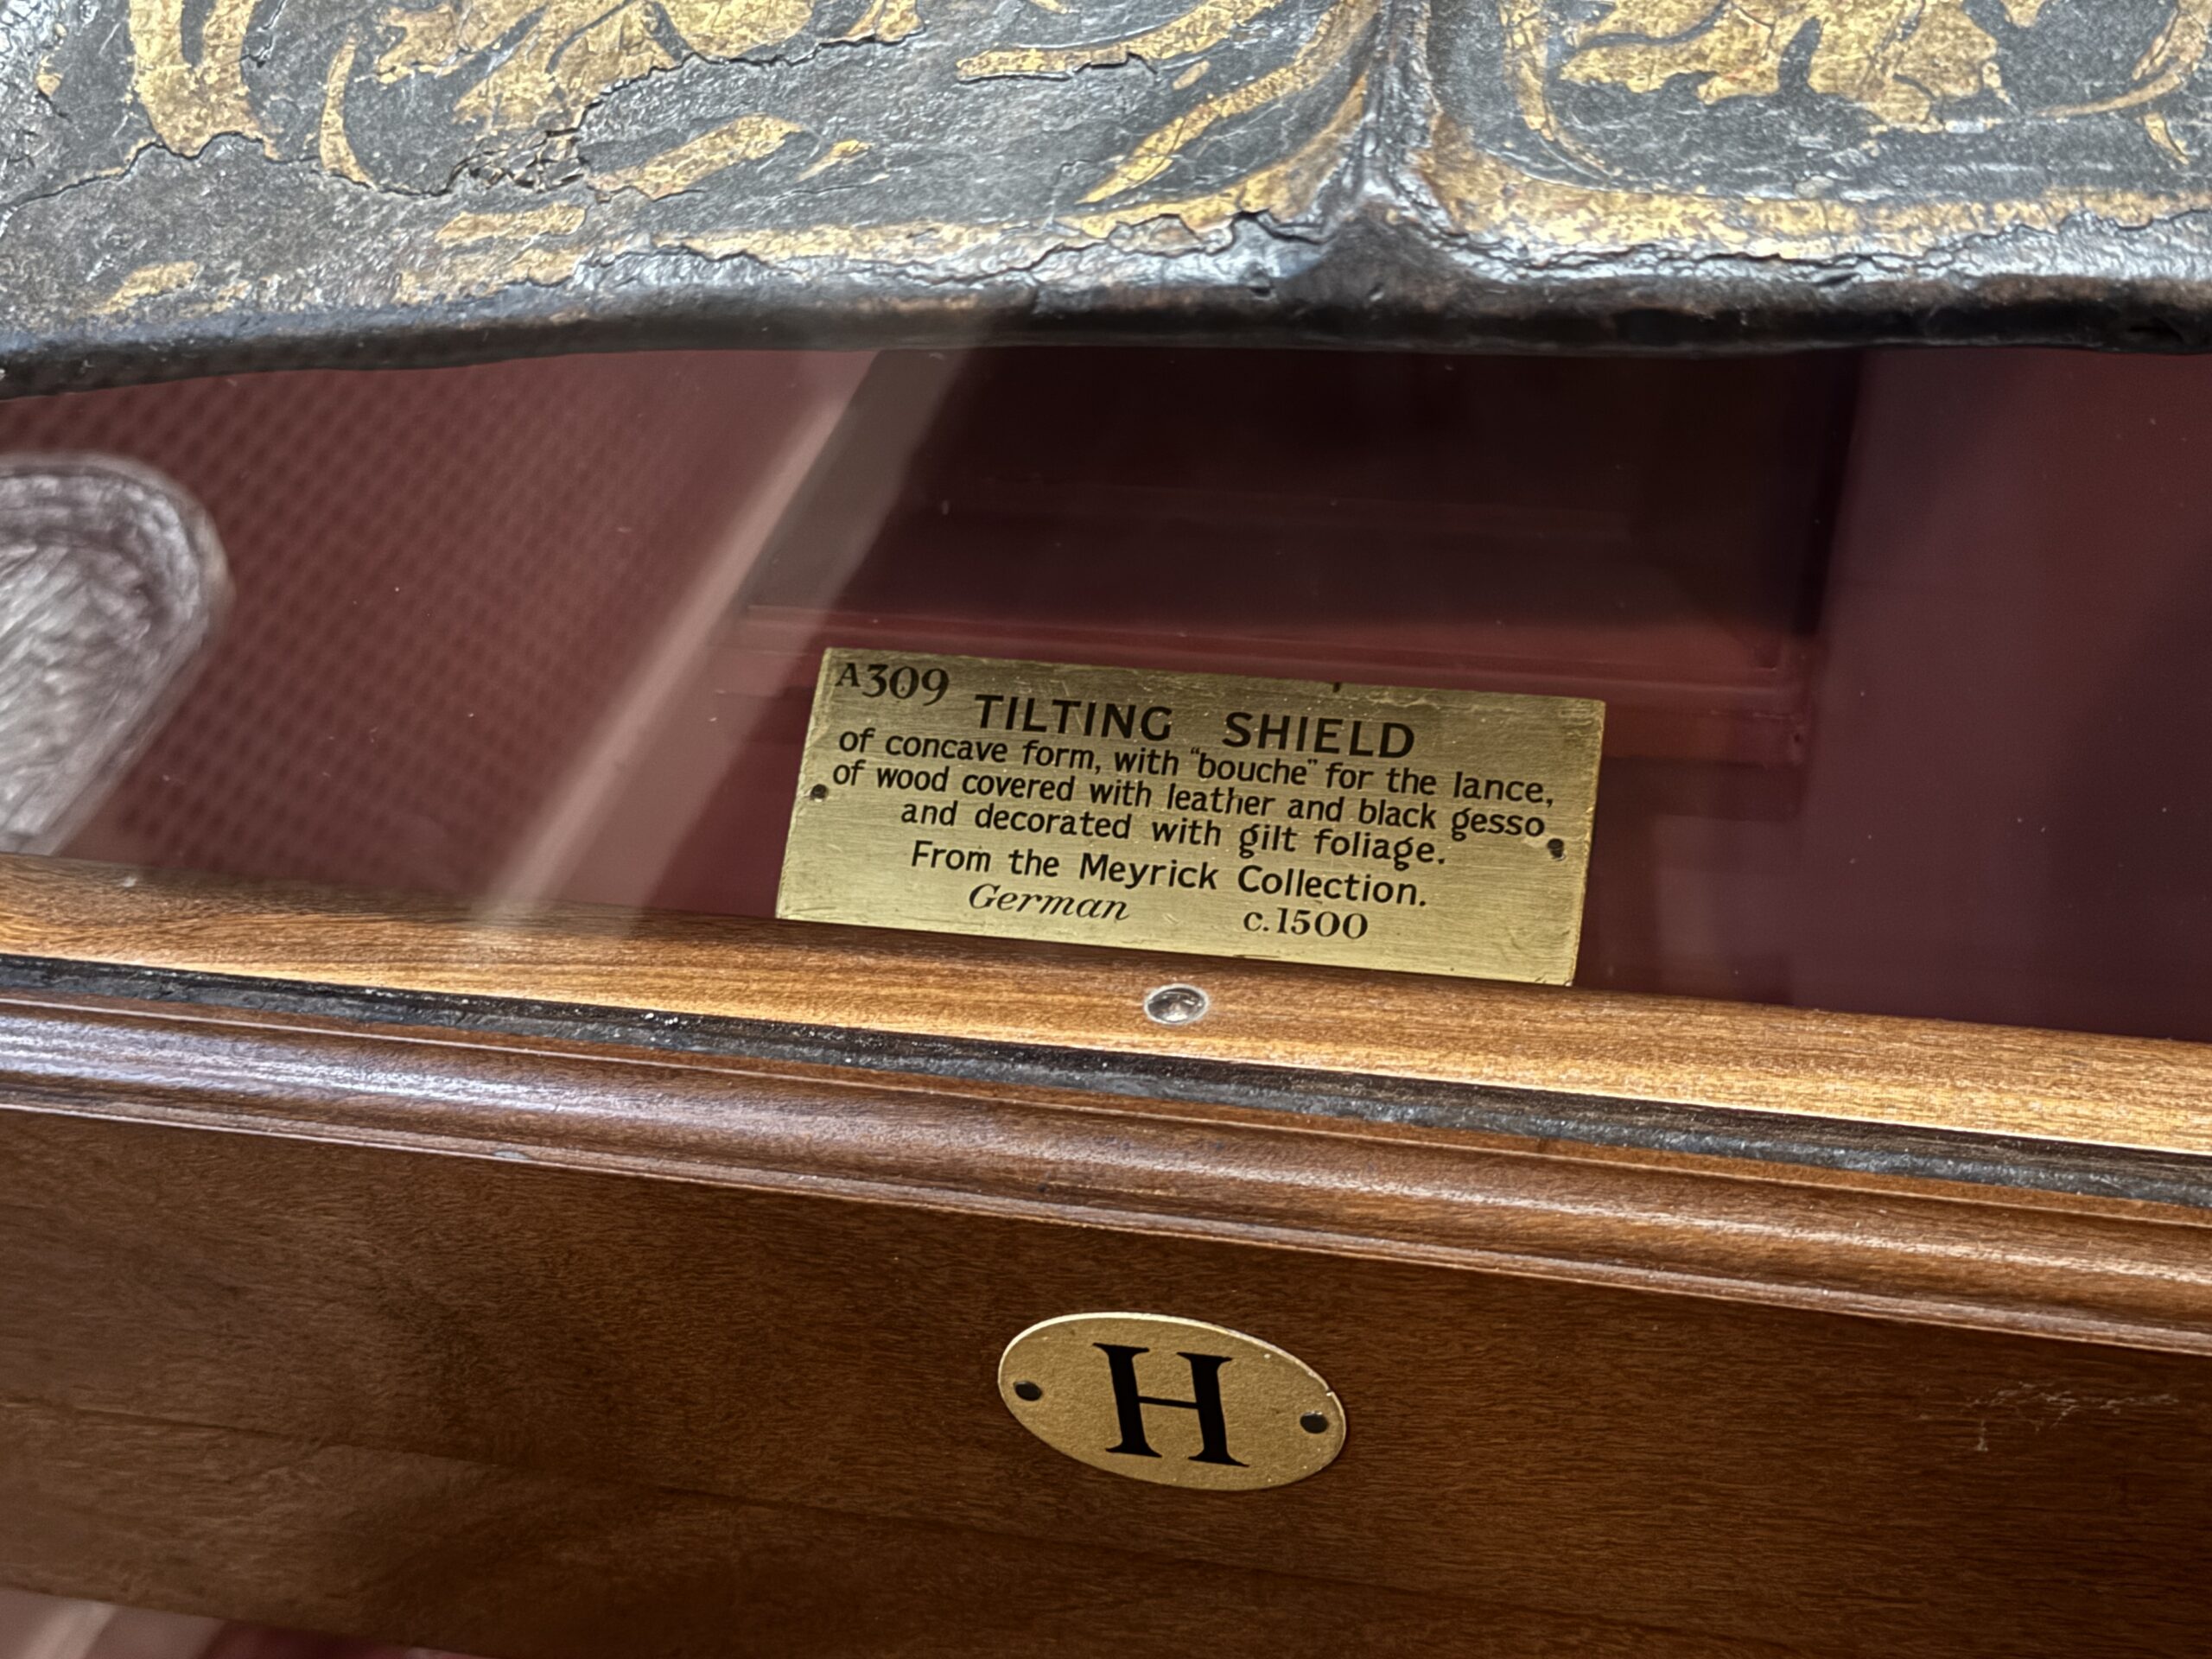 A309
TILTING SHIELD
of concave form, with "bouche" for the lance,
of wood covered with leather and black gesso
and decorated with gilt foliage.
From the Meyrick Collection.
German c.1500
H